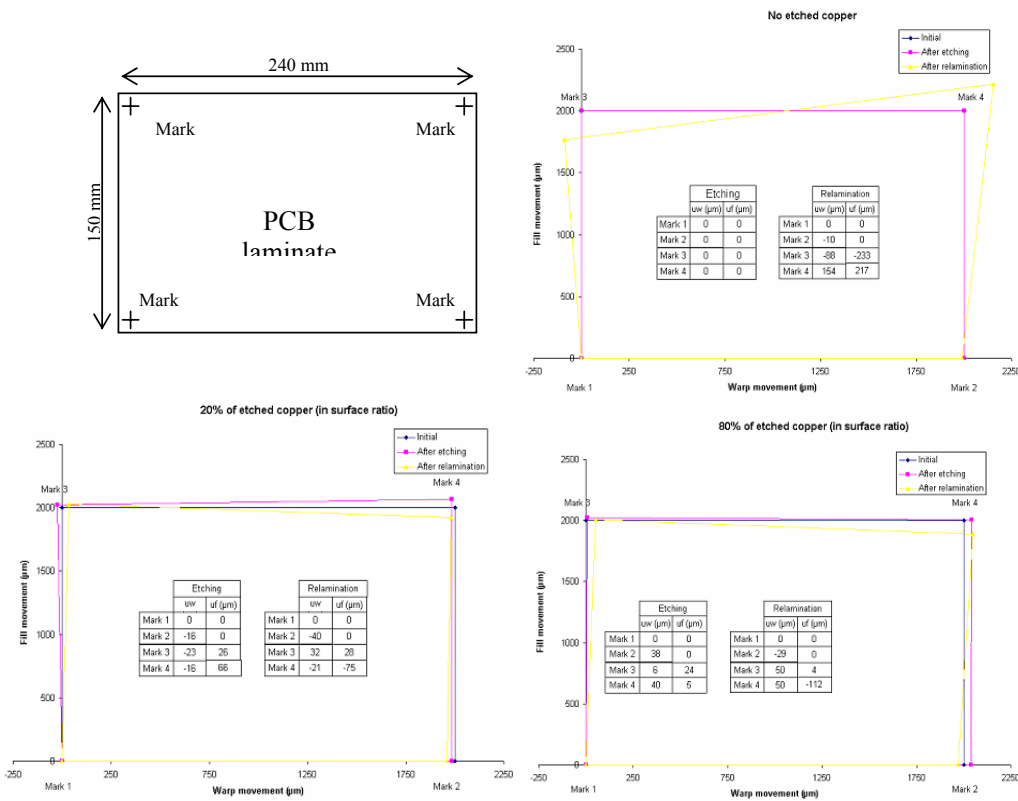 240 mm
Mark Mark
150 mm
PCB
laminate
Mark Mark
No etched copper
Initial
After etching
After relamination
2500
Mark 3 Mark 4
2000
1500
Etching Relamination
uw (µm) uf (µm) uw (µm) uf (µm)
Mark 1 0 0 Mark 1 0 0
Mark 2 0 0 Mark 2 -10 0
Mark 3 0 0 Mark 3 -88 -233
Mark 4 0 0 Mark 4 154 217
1000
500
0
Fill movement (µm)
-250 250 750 1250 1750 2250
Mark 1 Warp movement (µm) Mark 2
20% of etched copper (in surface ratio)
Initial
After etching
After relamination
2500
Mark 3 Mark 4
2000
1500
Etching Relamination
uw uf (µm) uw uf (µm)
Mark 1 0 0 Mark 1 0 0
Mark 2 -16 0 Mark 2 -40 0
Mark 3 -23 26 Mark 3 32 28
Mark 4 -16 66 Mark 4 -21 -75
1000
500
0
Fill movement (µm)
-250 250 750 1250 1750 2250
Mark 1 Warp movement (µm) Mark 2
80% of etched copper (in surface ratio)
Initial
After etching
After relamination
2500
Mark 3 Mark 4
2000
1500
Etching Relamination
uw (µm) uf (µm) uw (µm) uf (µm)
Mark 1 0 0 Mark 1 0 0
Mark 2 38 0 Mark 2 -29 0
Mark 3 6 24 Mark 3 50 4
Mark 4 40 5 Mark 4 50 -112
1000
500
0
Fill movement (µm)
-250 250 750 1250 1750 2250
Mark 1 Warp movement (µm) Mark 2